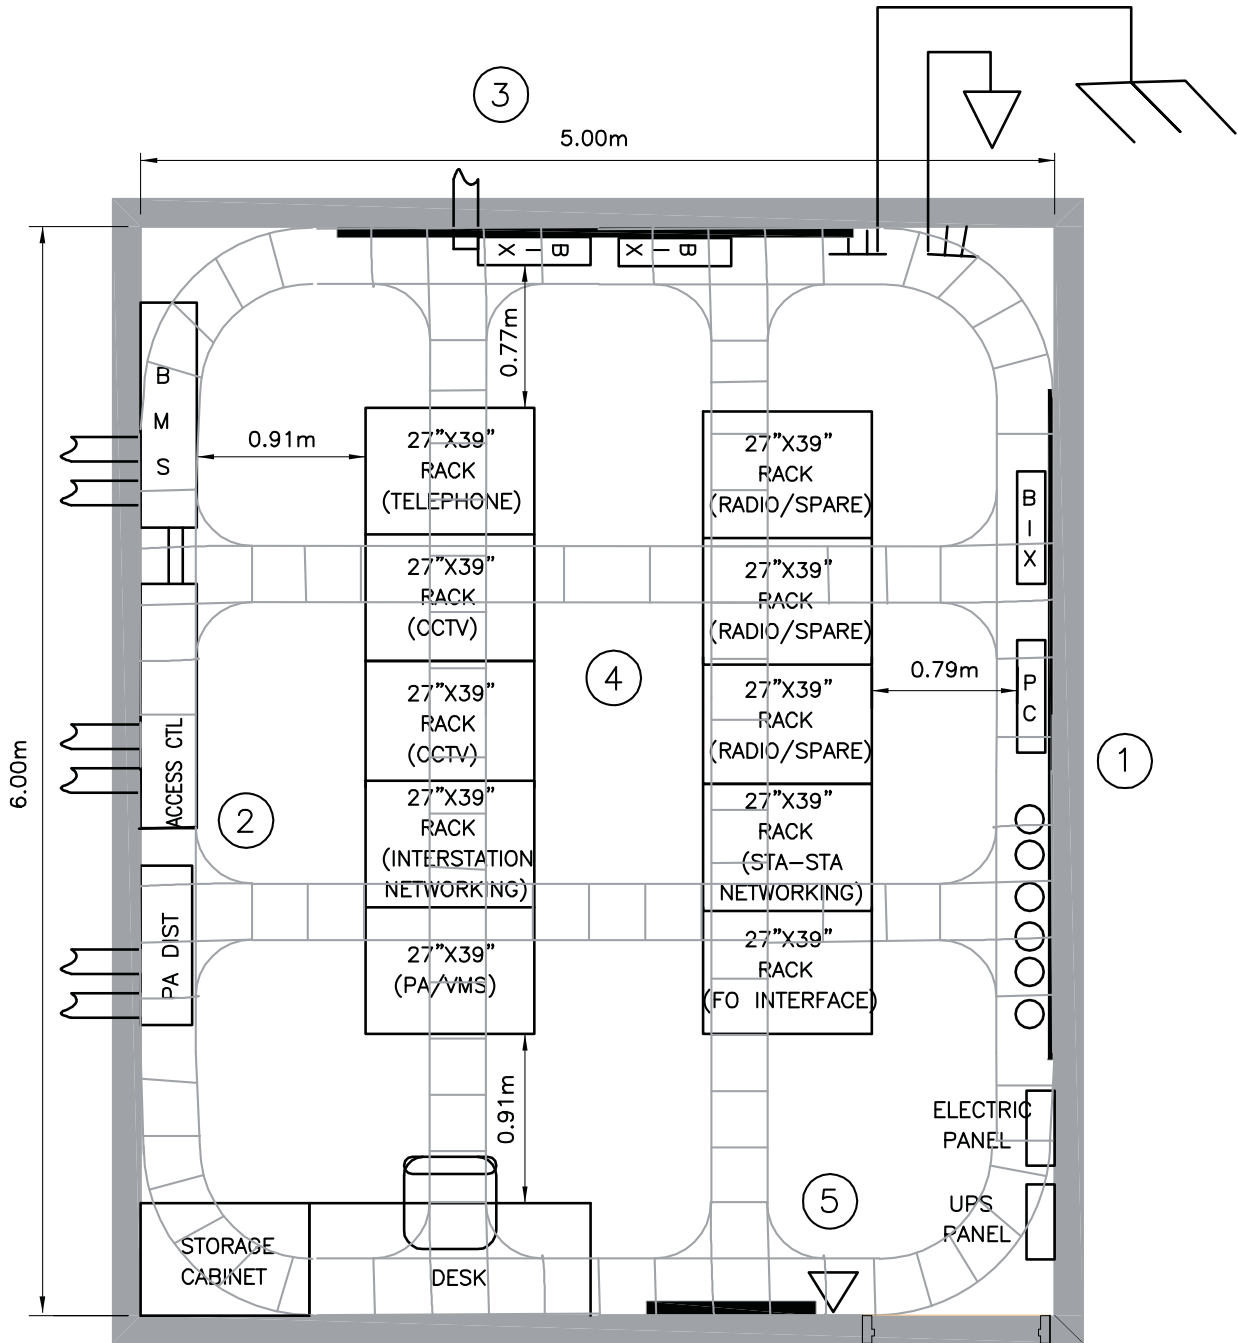 3
5.00m
BIX
BIX
0.77m
B
M
S
0.91m
27"X39"
RACK
(TELEPHONE)
27"X39"
RACK
(RADIO/SPARE)
B
I
X
27"X39"
RACK
(CCTV)
27"X39"
RACK
(RADIO/SPARE)
4
0.79m
P
C
27"X39"
RACK
(CCTV)
27"X39"
RACK
(RADIO/SPARE)
1
6.00m
ACCESS CTL
2
27"X39"
RACK
(INTERSTATION
NETWORKING)
27"X39"
RACK
(STA-STA
NETWORKING)
PA DIST
27"X39"
(PA/VMS)
27"X39"
RACK
(FO INTERFACE)
0.91m
ELECTRIC
PANEL
5
UPS
PANEL
STORAGE
CABINET
DESK